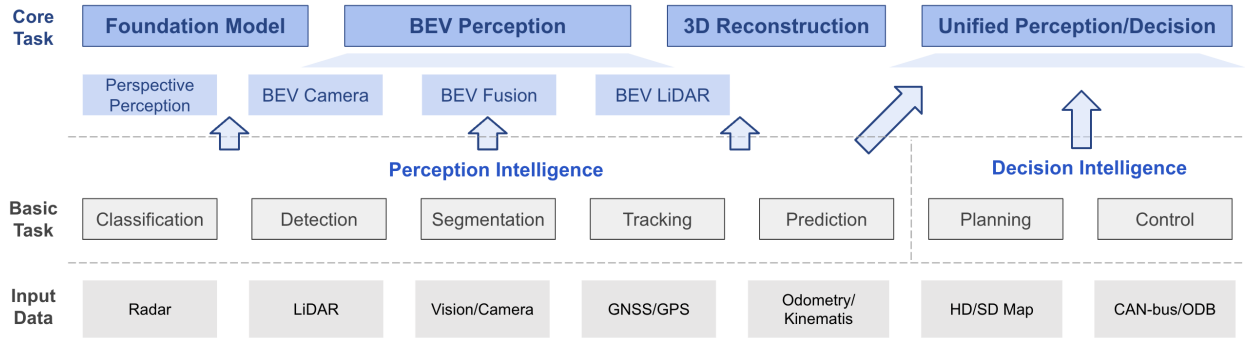 Core
Task
Foundation Model
BEV Perception
3D Reconstruction
Unified Perception/Decision
Perspective
Perception
BEV Camera
BEV Fusion
BEV LiDAR
Perception Intelligence
Decision Intelligence
Basic
Task
Classification
Detection
Segmentation
Tracking
Prediction
Planning
Control
Input
Data
Radar
LiDAR
Vision/Camera
GNSS/GPS
Odometry/
Kinematis
HD/SD Map
CAN-bus/ODB